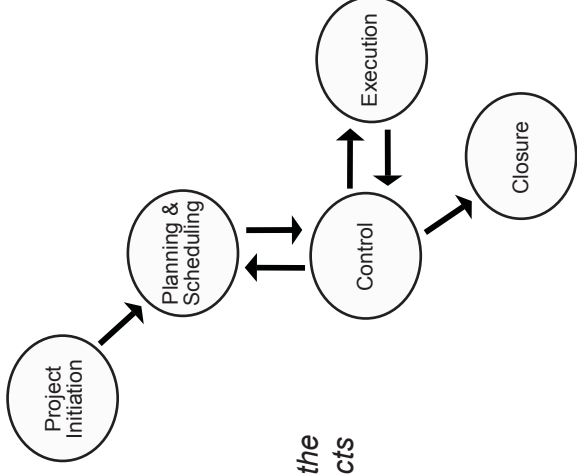 Project
Initiation
Planning &
Scheduling
Control
Execution
Closure
the
cts